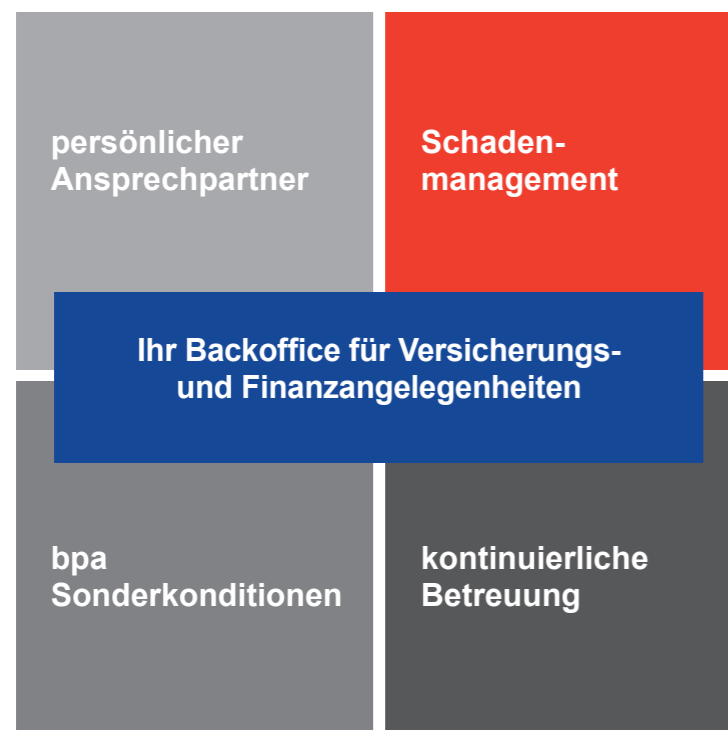 persönlicher
Ansprechpartner
Schaden-
management
Ihr Backoffice für Versicherungs-
und Finanzangelegenheiten
bpa
Sonderkonditionen
kontinuierliche
Betreuung